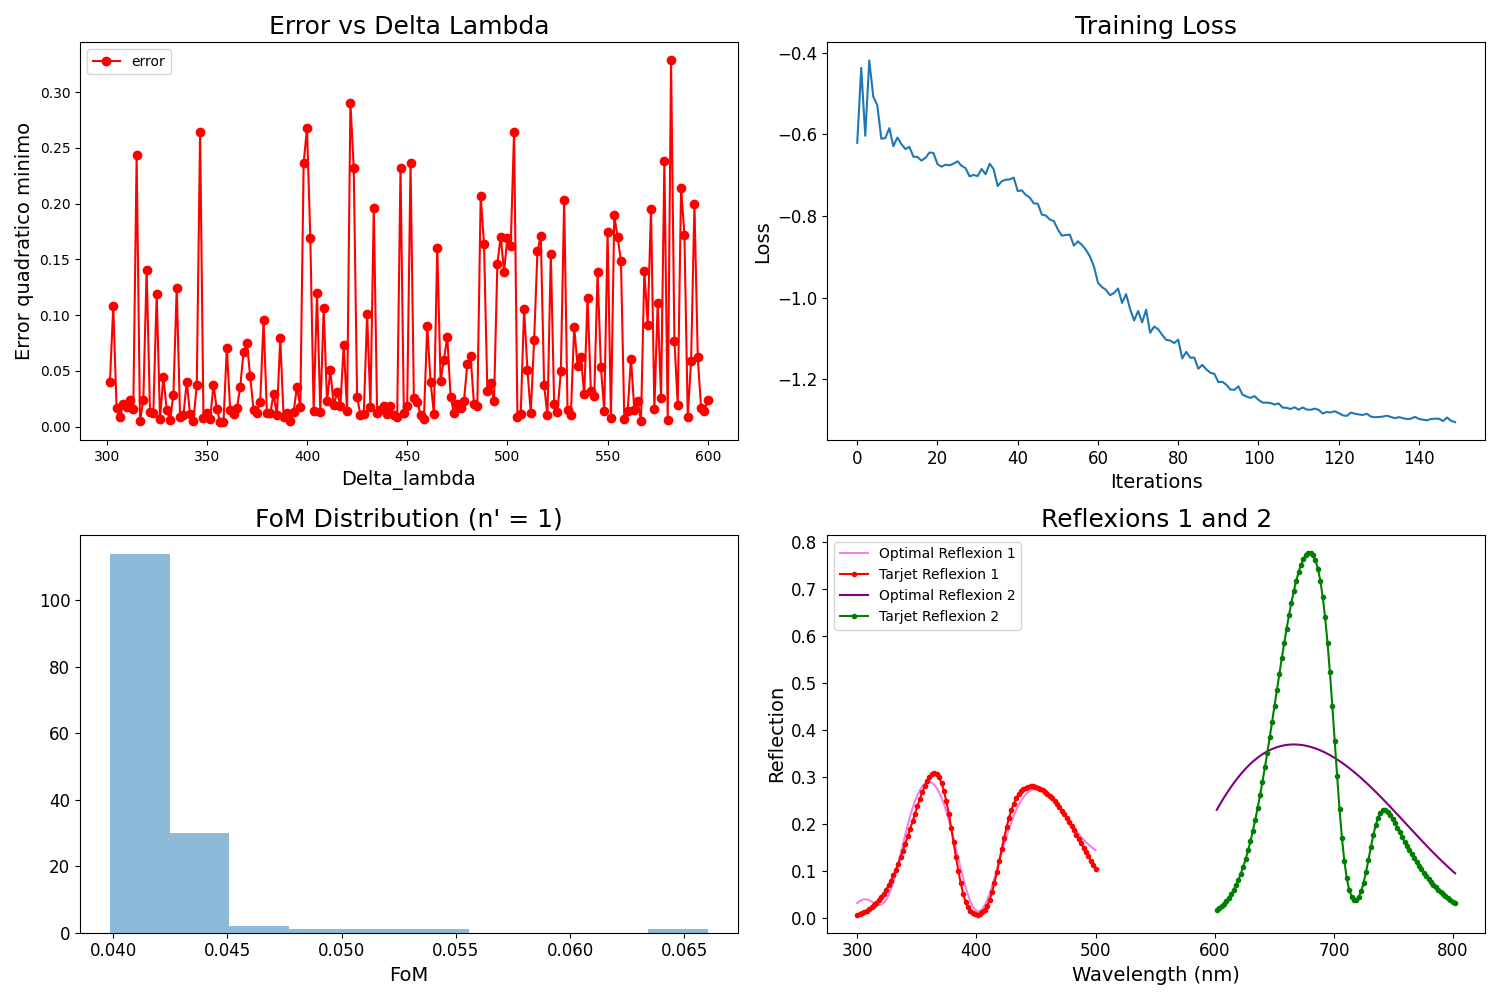 Error vs Delta Lambda
error
Error quadratico minimo
0.30
0.25
0.20
0.15
0.10
0.05
0.00
300 350 400 450 500 550 600
Delta_lambda
Training Loss
Loss
−0.4
−0.6
−0.8
−1.0
−1.2
0 20 40 60 80 100 120 140
Iterations
FoM Distribution (n' = 1)
100
80
60
40
20
0
0.040 0.045 0.050 0.055 0.060 0.065
FoM
Reflexions 1 and 2
Optimal Reflexion 1
Tarjet Reflexion 1
Optimal Reflexion 2
Tarjet Reflexion 2
Reflection
0.8
0.7
0.6
0.5
0.4
0.3
0.2
0.1
0.0
300 400 500 600 700 800
Wavelength (nm)